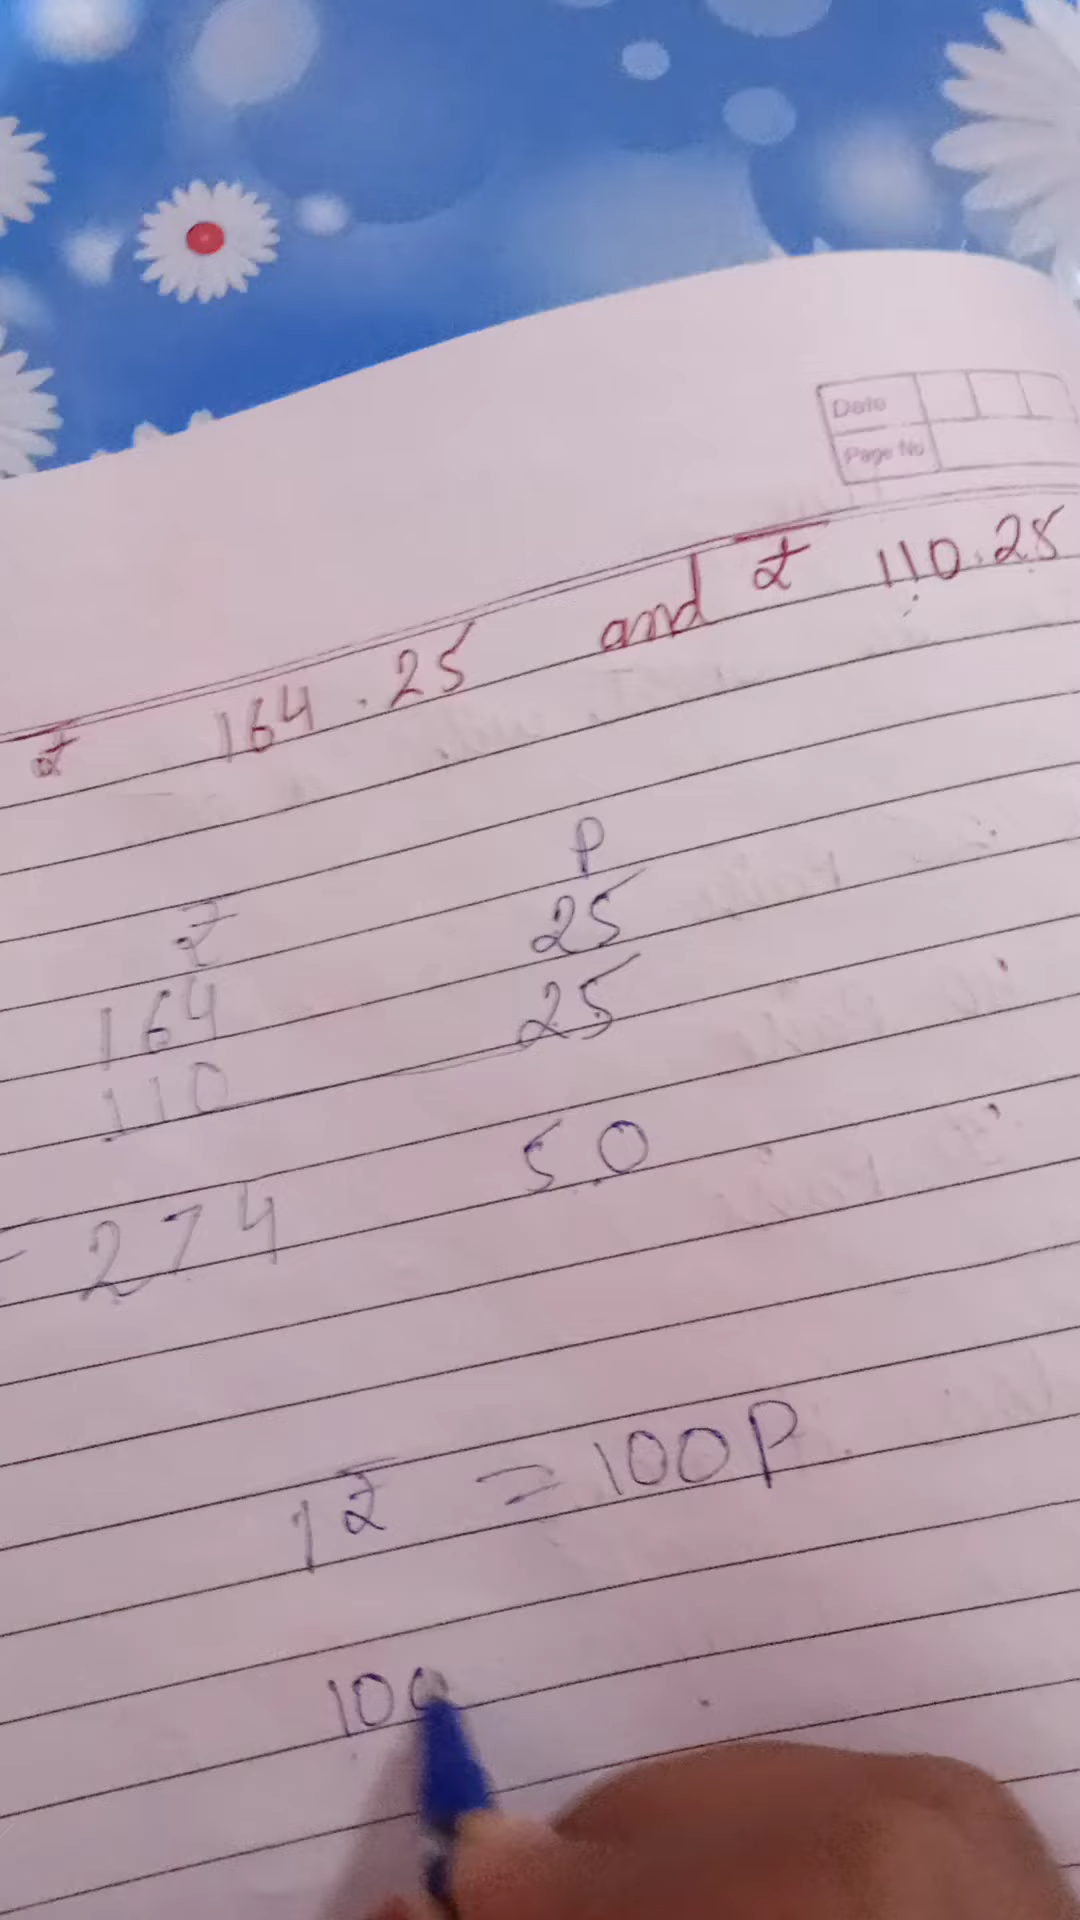 Date
Page No
₹ 164.25 and ₹ 110.25
₹ P
164 25
110 25
= 274 50
1₹ = 100P
100